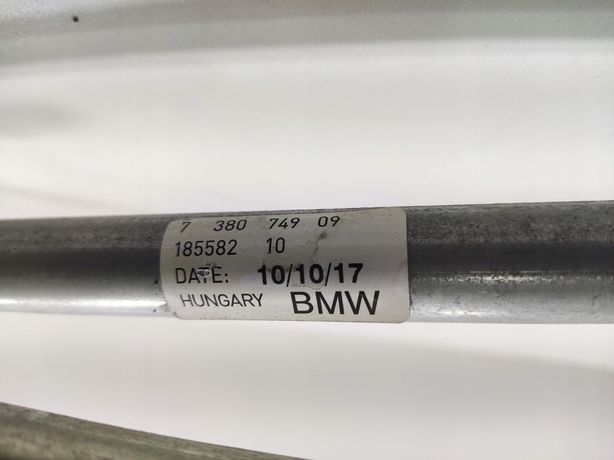 7 380 749 09
185582 10
DATE: 10/10/17
HUNGARY BMW